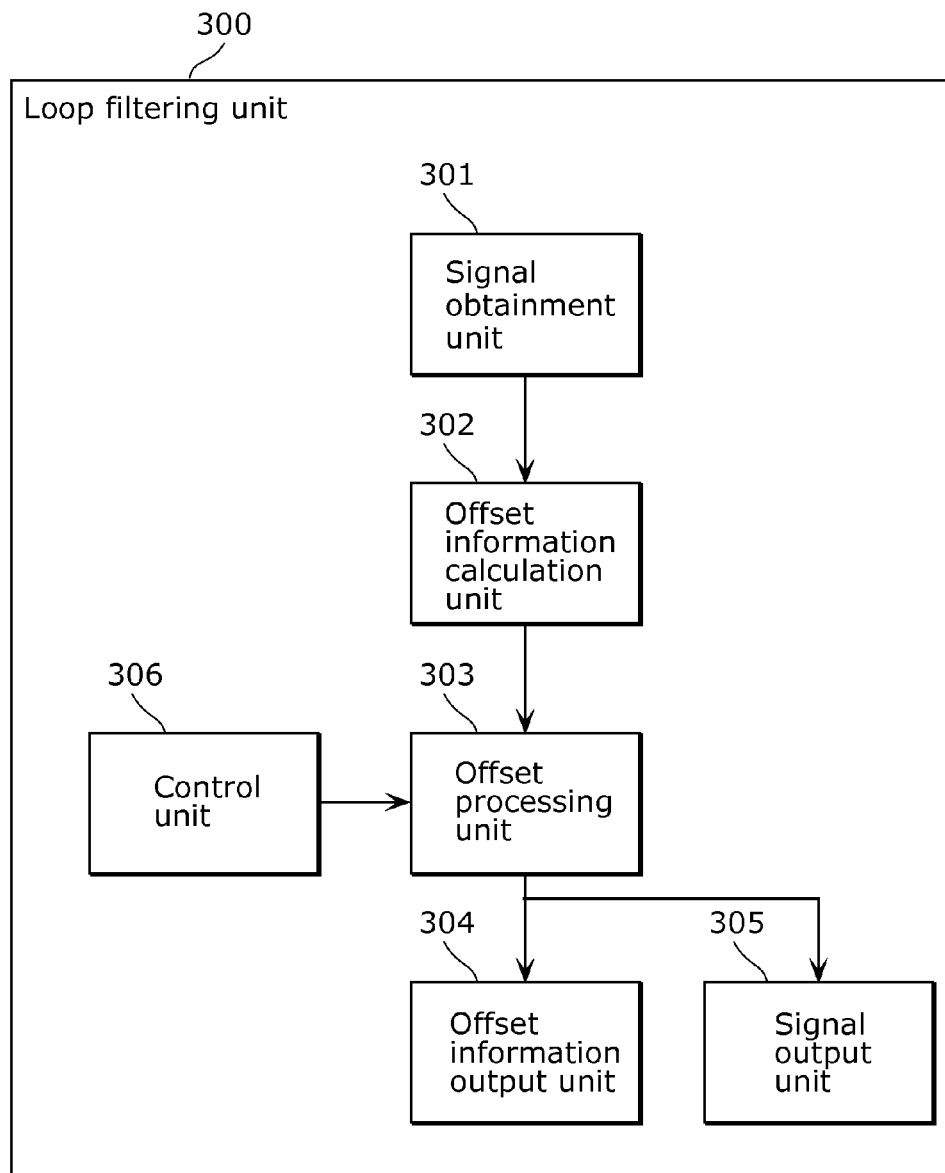 300
Loop filtering unit
301
Signal
obtainment
unit
302
Offset
information
calculation
unit
306
303
Control
unit
Offset
processing
unit
304
305
Offset
information
output unit
Signal
output
unit